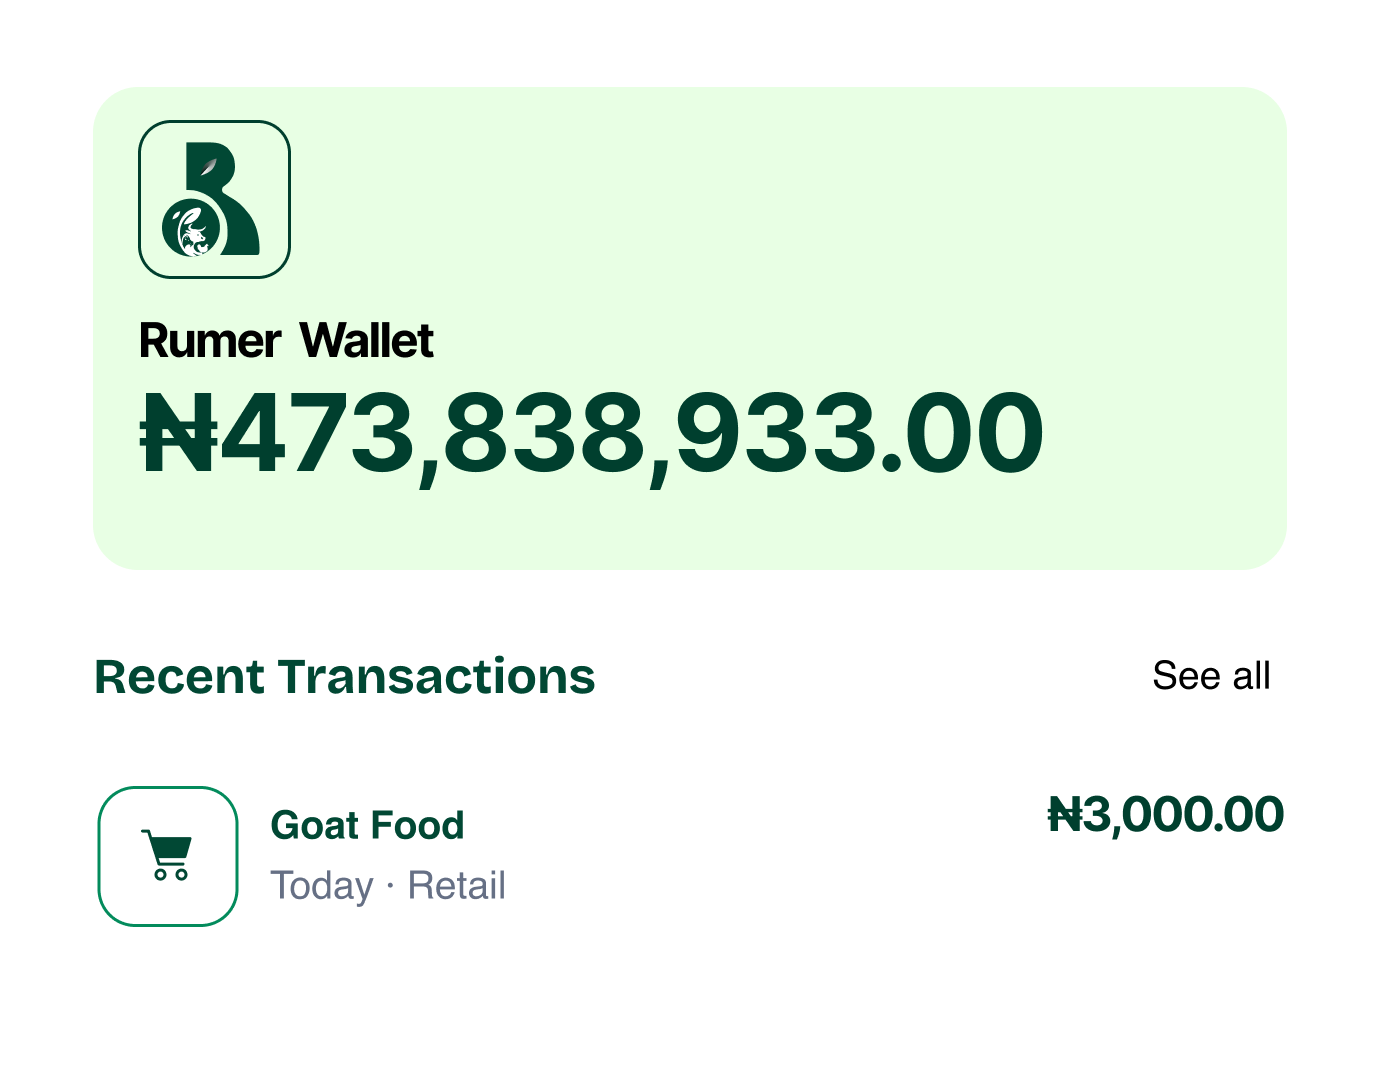 Rumer Wallet
₦473,838,933.00
Recent Transactions
See all
Goat Food
₦3,000.00
Today · Retail